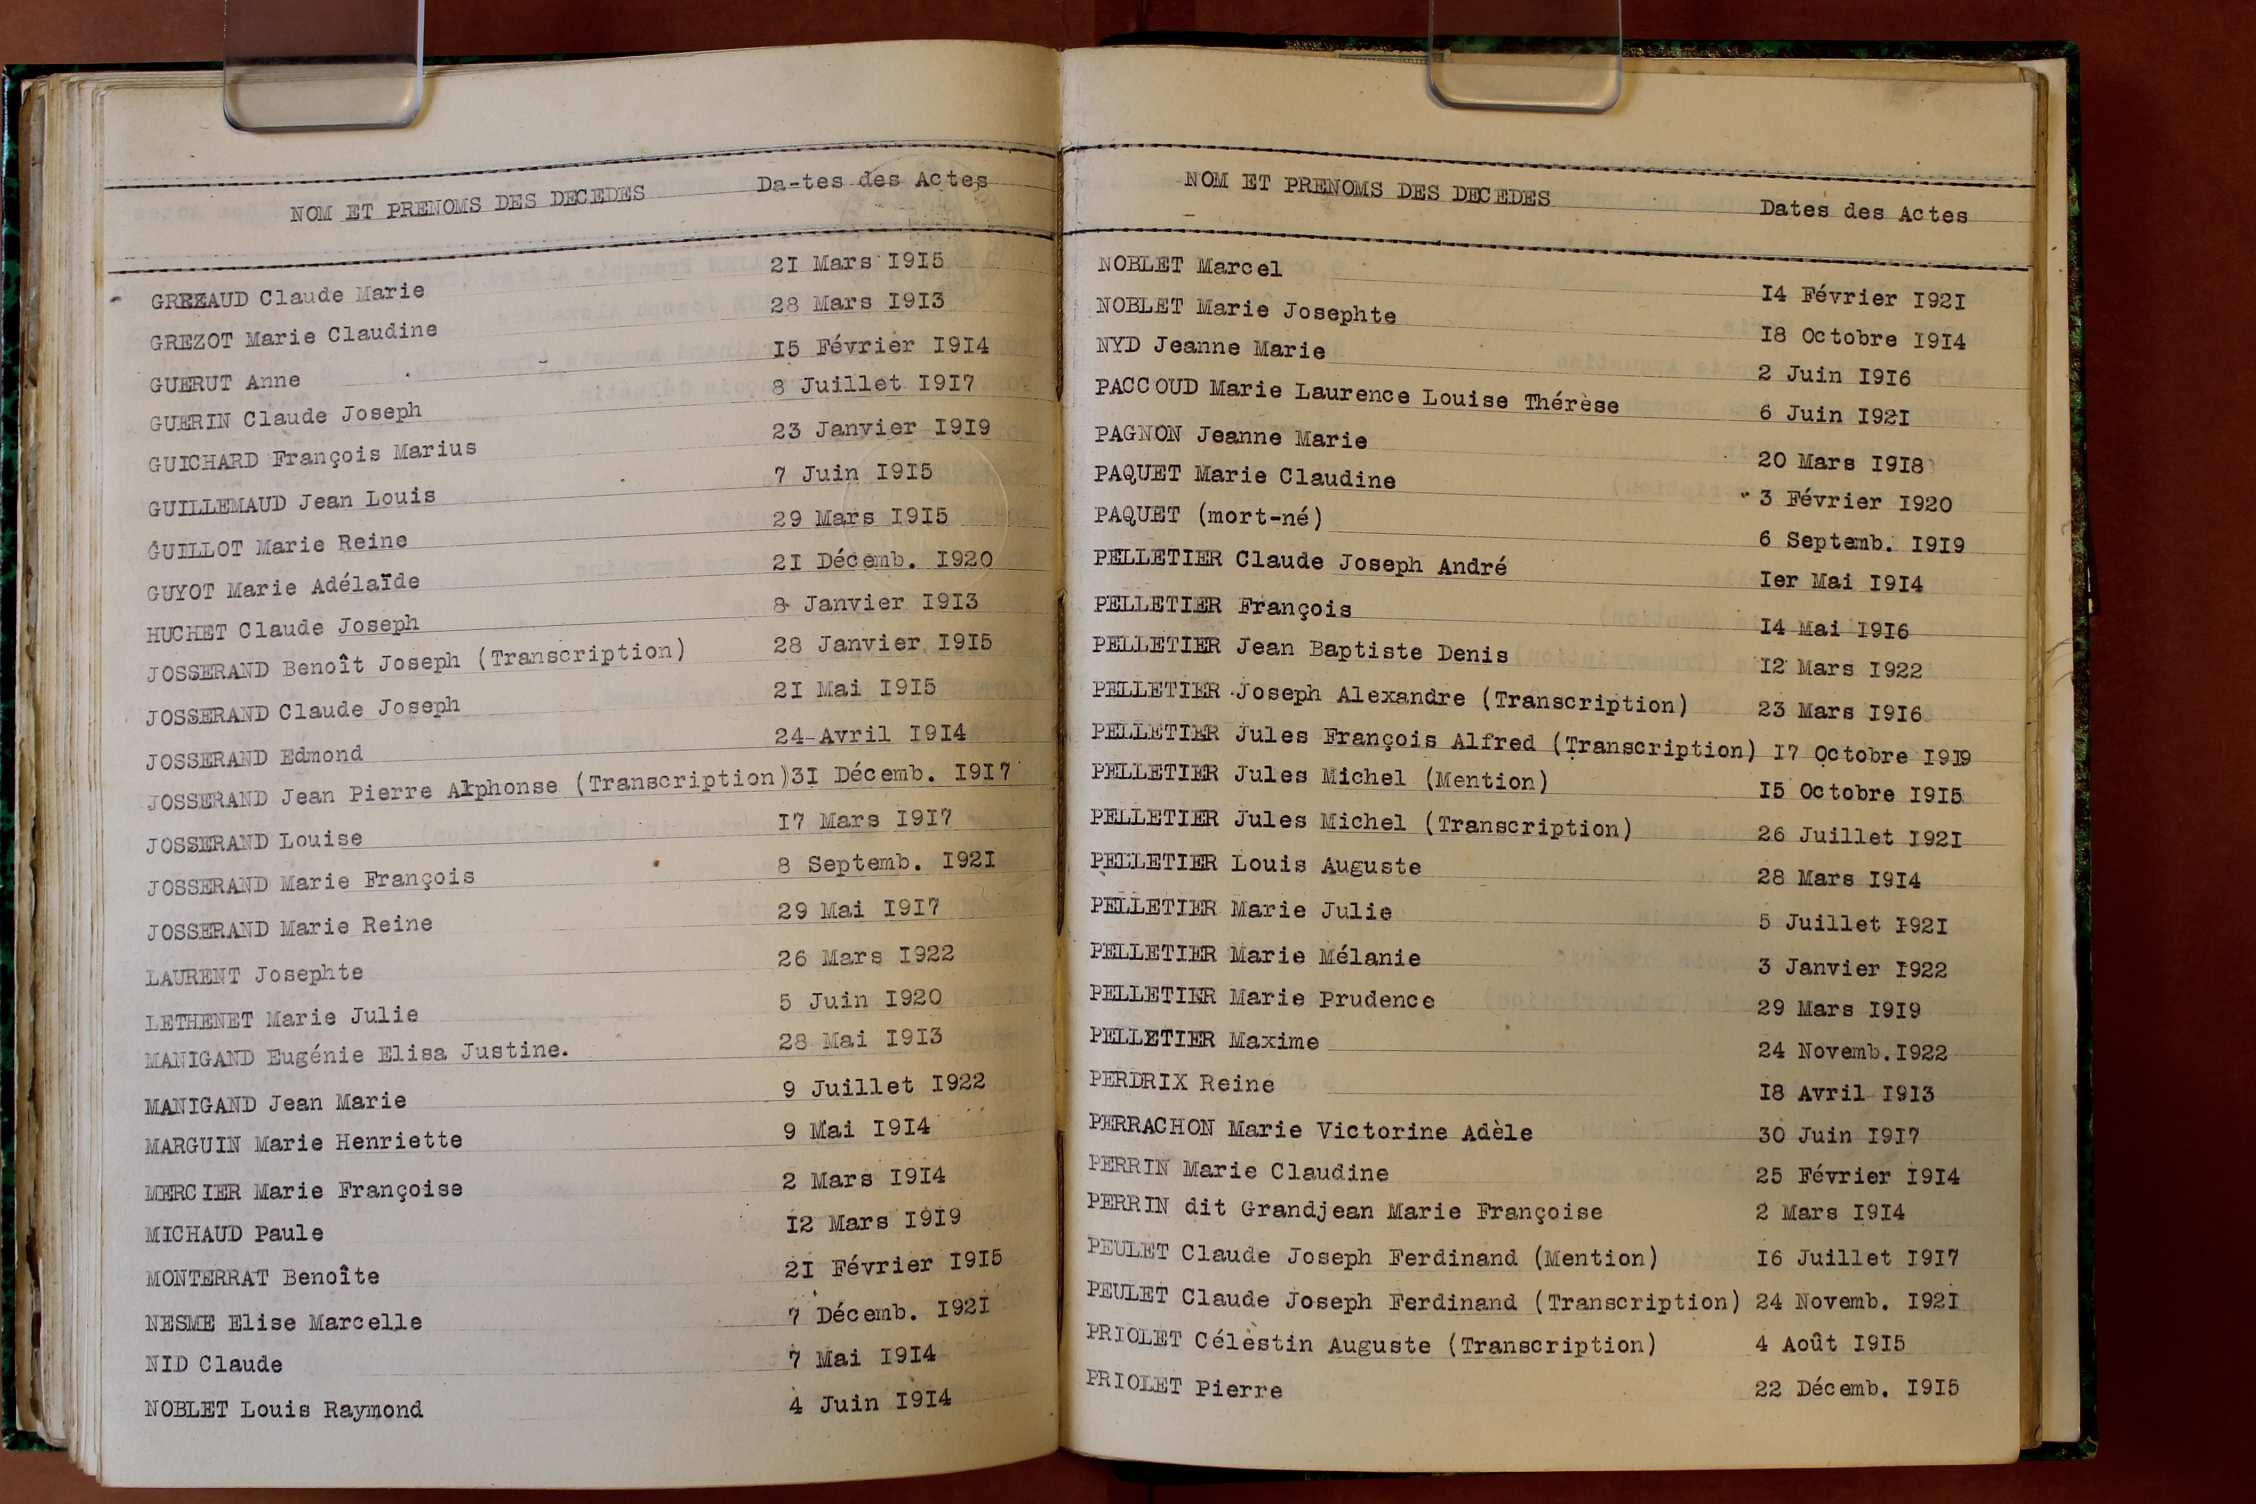 NOM ET PRENOMS DES DECEDES Da-tes des Actes
GREZAUD Claude Marie 21 Mars 1915
GREZOT Marie Claudine 28 Mars 1913
GUERUT Anne 15 Février 1914
GUERIN Claude Joseph 8 Juillet 1917
GUICHARD François Marius 23 Janvier 1919
GUILLEMAUD Jean Louis 7 Juin 1915
GUILLOT Marie Reine 29 Mars 1915
GUYOT Marie Adélaïde 21 Décemb. 1920
HUCHET Claude Joseph 8 Janvier 1913
JOSSERAND Benoît Joseph (Transcription) 28 Janvier 1915
JOSSERAND Claude Joseph 21 Mai 1915
JOSSERAND Edmond 24 Avril 1914
JOSSERAND Jean Pierre Alphonse (Transcription) 31 Décemb. 1917
JOSSERAND Louise 17 Mars 1917
JOSSERAND Marie François 8 Septemb. 1921
JOSSERAND Marie Reine 29 Mai 1917
LAURENT Josephte 26 Mars 1922
LETHENET Marie Julie 5 Juin 1920
MANIGAND Eugénie Elisa Justine. 28 Mai 1913
MANIGAND Jean Marie 9 Juillet 1922
MARGUIN Marie Henriette 9 Mai 1914
MERCIER Marie Françoise 2 Mars 1914
MICHAUD Paule 12 Mars 1919
MONTERRAT Benoîte 21 Février 1915
NESME Elise Marcelle 7 Décemb. 1921
NID Claude 7 Mai 1914
NOBLET Louis Raymond 4 Juin 1914
NOM ET PRENOMS DES DECEDES Dates des Actes
NOBLET Marcel 14 Février 1921
NOBLET Marie Josephte 18 Octobre 1914
NYD Jeanne Marie 2 Juin 1916
PACCOUD Marie Laurence Louise Thérèse 6 Juin 1921
PAGNON Jeanne Marie 20 Mars 1918
PAQUET Marie Claudine 3 Février 1920
PAQUET (mort-né) 6 Septemb. 1919
PELLETIER Claude Joseph André 1er Mai 1914
PELLETIER François 14 Mai 1916
PELLETIER Jean Baptiste Denis 12 Mars 1922
PELLETIER Joseph Alexandre (Transcription) 23 Mars 1916
PELLETIER Jules François Alfred (Transcription) 17 Octobre 1919
PELLETIER Jules Michel (Mention) 15 Octobre 1915
PELLETIER Jules Michel (Transcription) 26 Juillet 1921
PELLETIER Louis Auguste 28 Mars 1914
PELLETIER Marie Julie 5 Juillet 1921
PELLETIER Marie Mélanie 3 Janvier 1922
PELLETIER Marie Prudence 29 Mars 1919
PELLETIER Maxime 24 Novemb. 1922
PERDRIX Reine 18 Avril 1913
PERRACHON Marie Victorine Adèle 30 Juin 1917
PERRIN Marie Claudine 25 Février 1914
PERRIN dit Grandjean Marie Françoise 2 Mars 1914
PEULET Claude Joseph Ferdinand (Mention) 16 Juillet 1917
PEULET Claude Joseph Ferdinand (Transcription) 24 Novemb. 1921
PRIOLET Célèstin Auguste (Transcription) 4 Août 1915
PRIOLET Pierre 22 Décemb. 1915